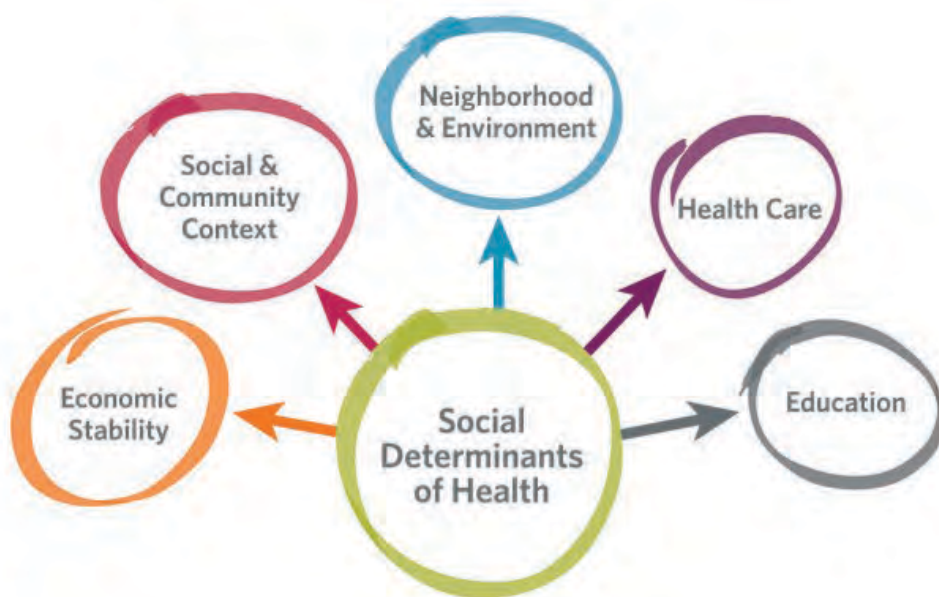 Neighborhood
& Environment
Social &
Community
Context
Health Care
Economic
Stability
Education
Social
Determinants
of Health